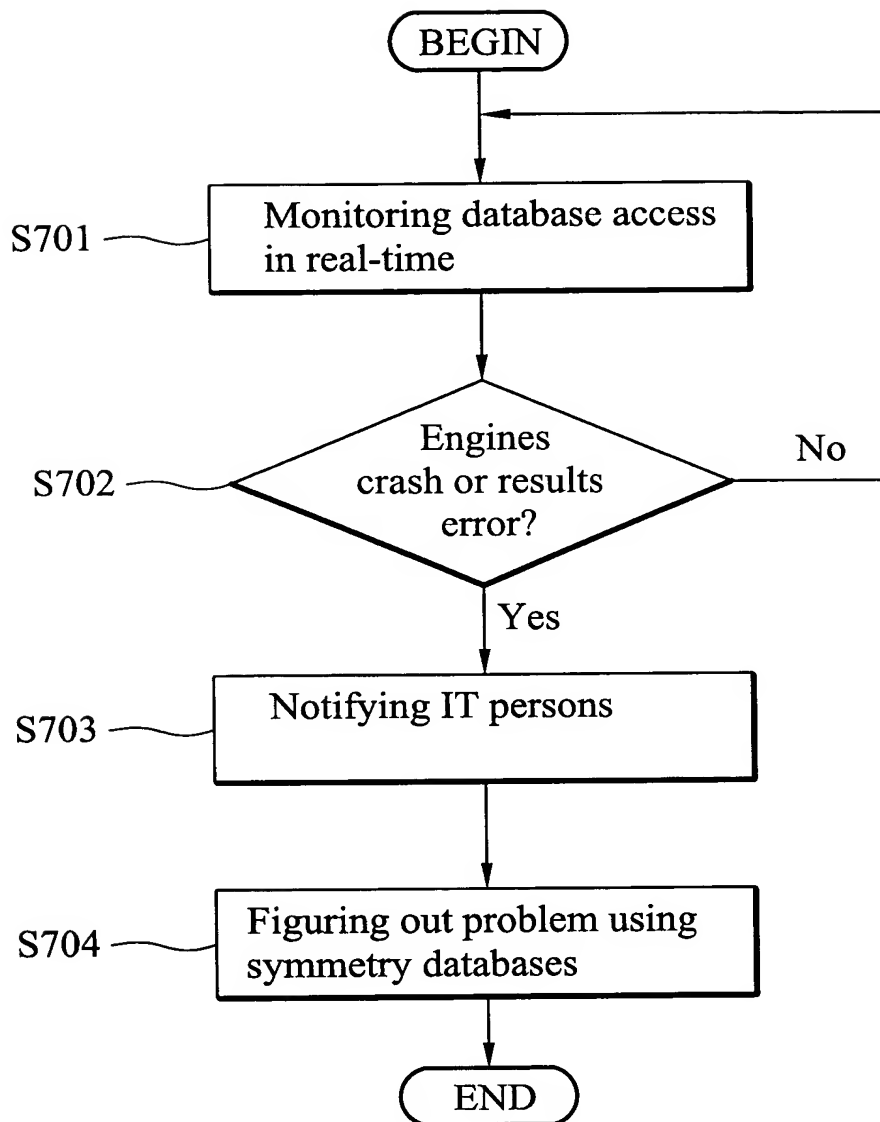 BEGIN
S701
Monitoring database access
in real-time
S702
Engines
crash or results
error?
No
Yes
S703
Notifying IT persons
S704
Figuring out problem using
symmetry databases
END